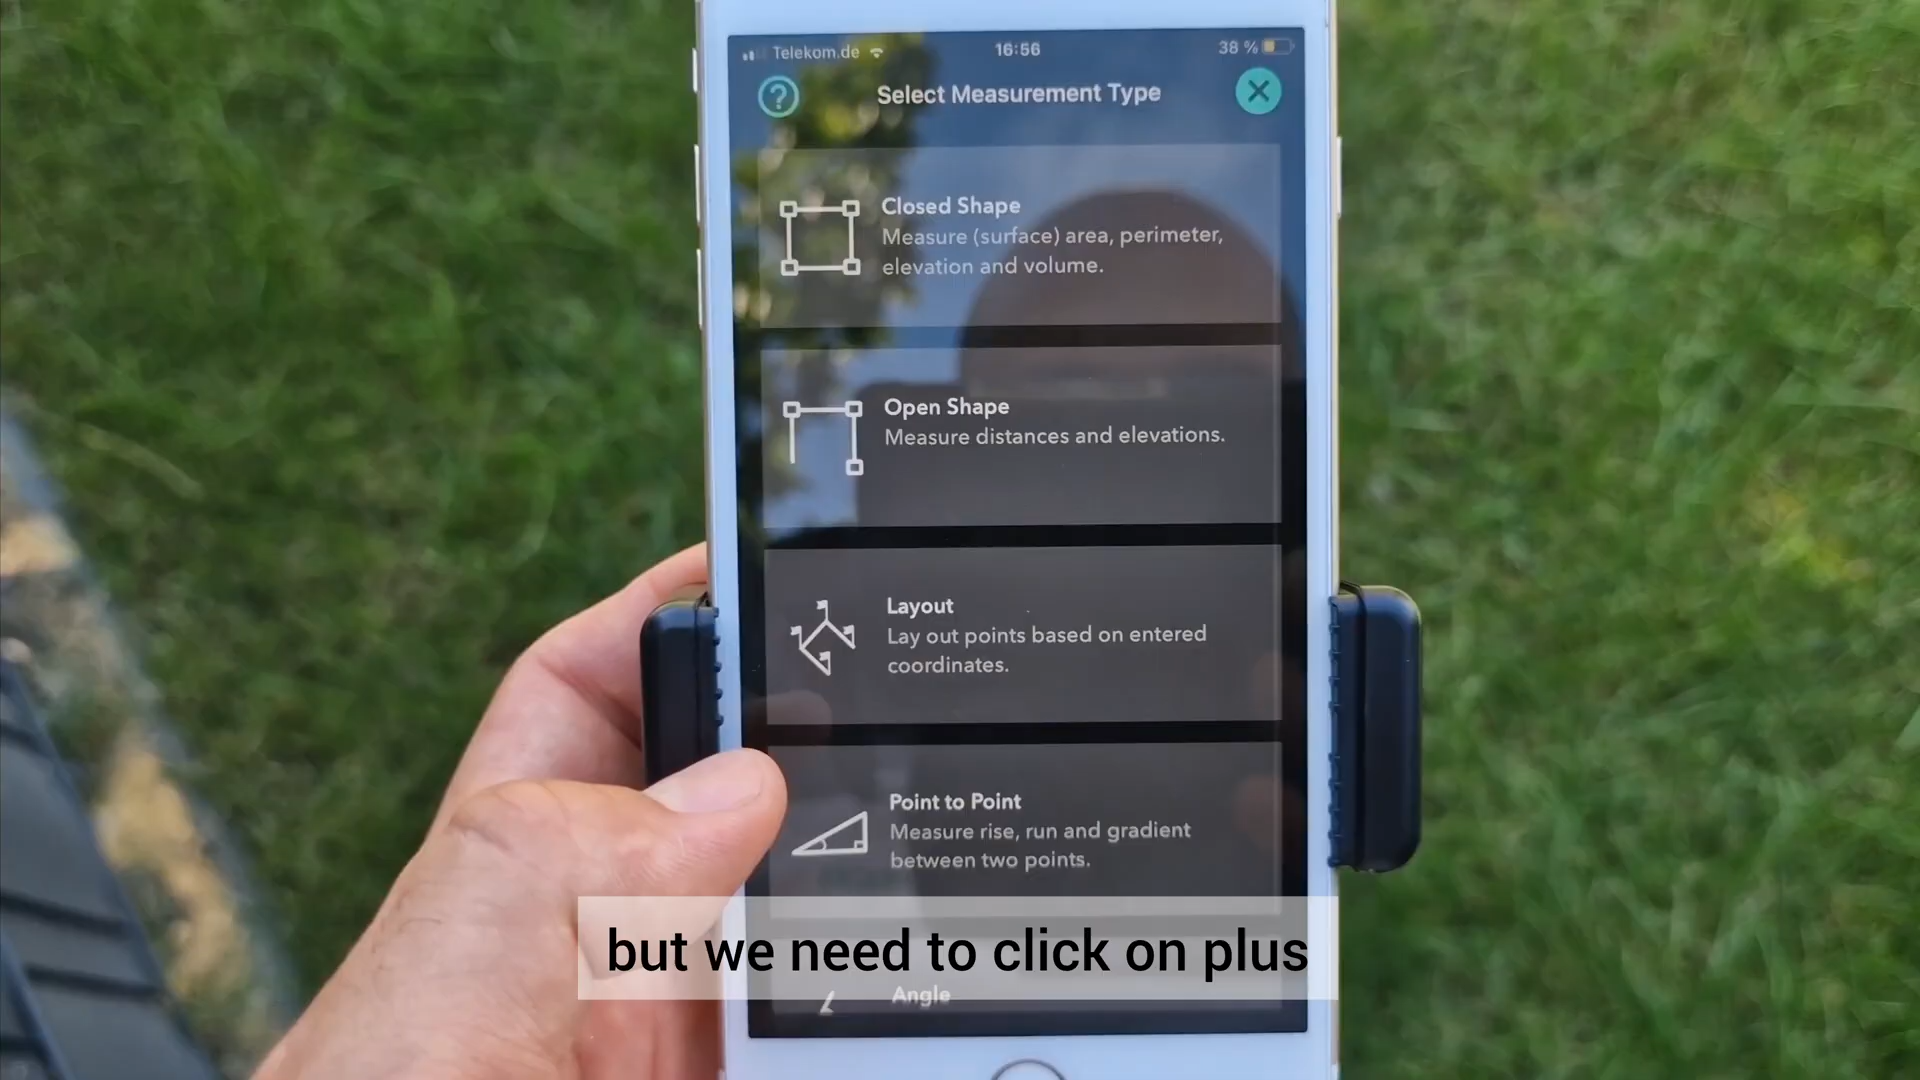 Telekom.de
16:56
38 %
?
Select Measurement Type
Closed Shape
Measure (surface) area, perimeter,
elevation and volume.
Open Shape
Measure distances and elevations.
Layout
Lay out points based on entered
coordinates.
Point to Point
Measure rise, run and gradient
between two points.
but we need to click on plus
Angle